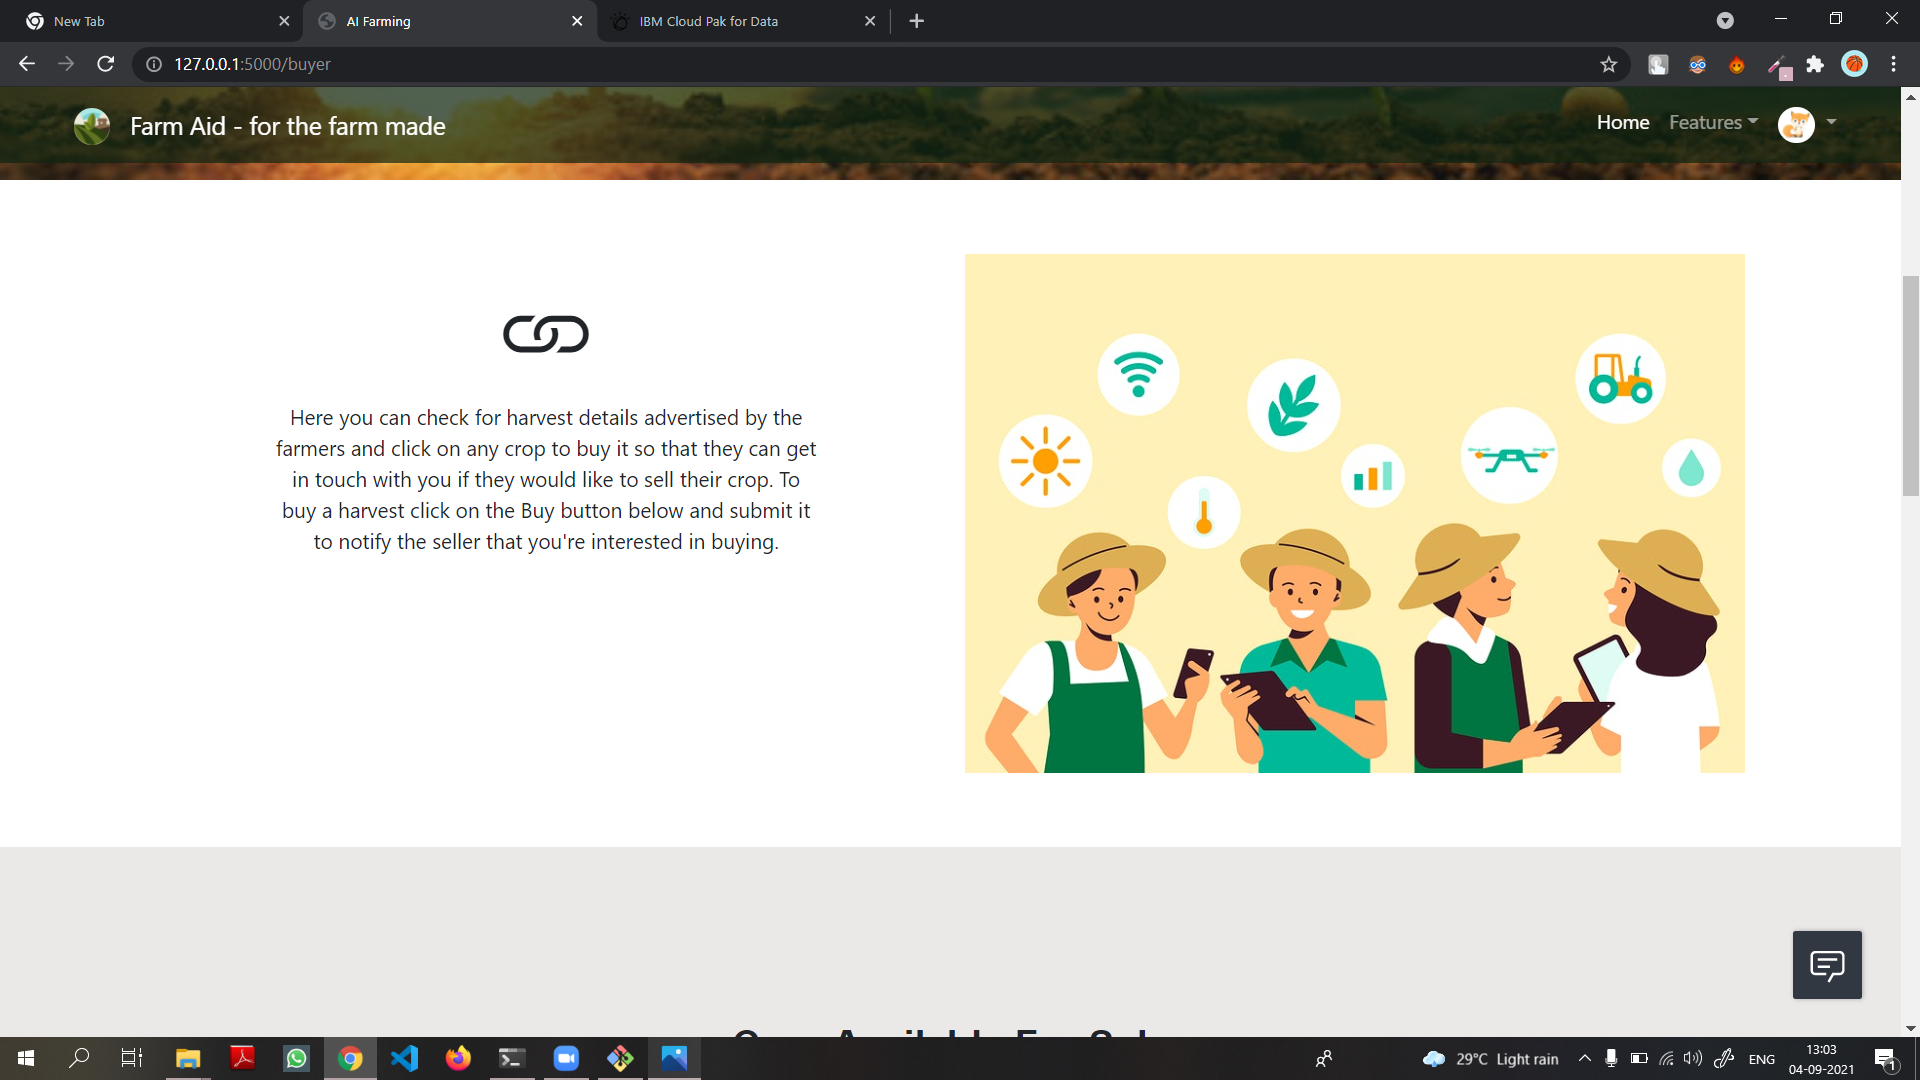 New Tab
AI Farming
IBM Cloud Pak for Data
127.0.0.1:5000/buyer
Farm Aid - for the farm made
Home
Features
Here you can check for harvest details advertised by the
farmers and click on any crop to buy it so that they can get
in touch with you if they would like to sell their crop. To
buy a harvest click on the Buy button below and submit it
to notify the seller that you're interested in buying.
29°C Light rain
ENG
13:03
04-09-2021
1